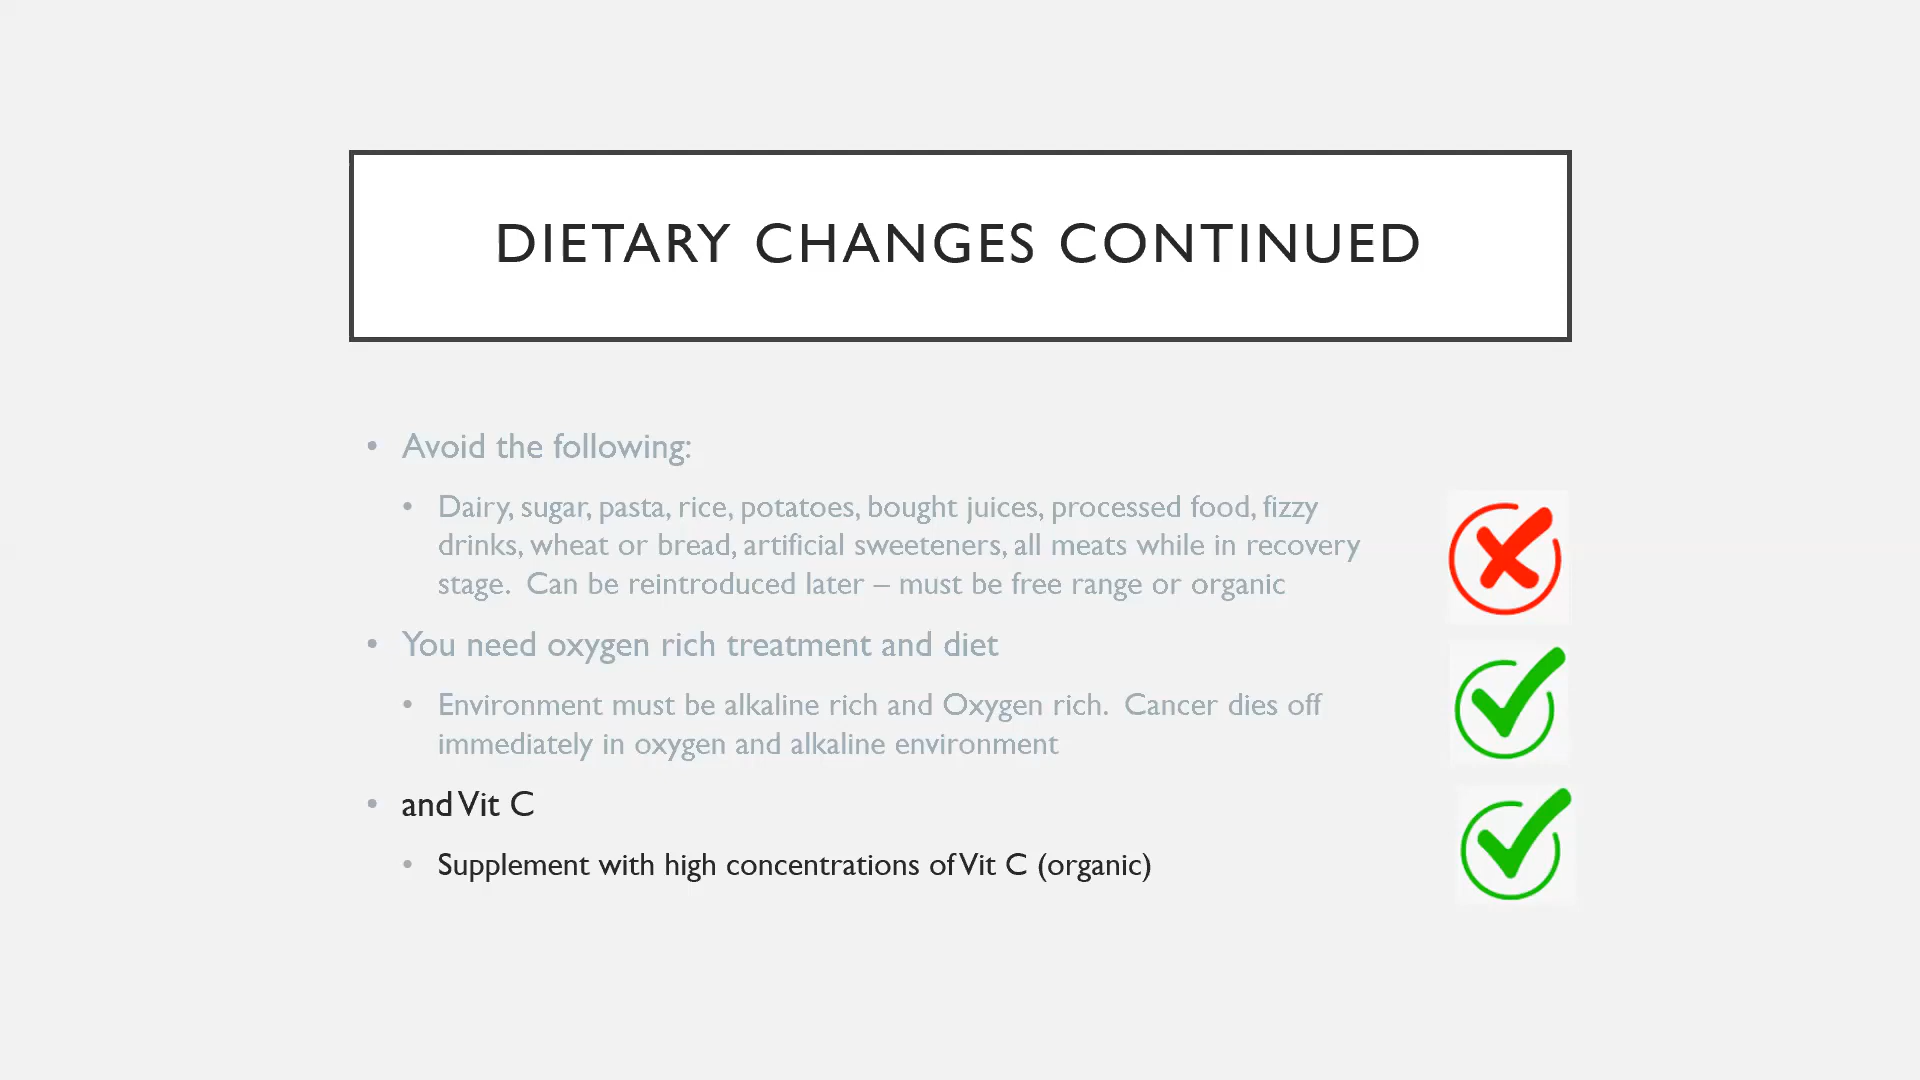 DIETARY CHANGES CONTINUED
• Avoid the following:
• Dairy, sugar, pasta, rice, potatoes, bought juices, processed food, fizzy
drinks, wheat or bread, artificial sweeteners, all meats while in recovery
stage.  Can be reintroduced later – must be free range or organic
• You need oxygen rich treatment and diet
• Environment must be alkaline rich and Oxygen rich.  Cancer dies off
immediately in oxygen and alkaline environment
• and Vit C
• Supplement with high concentrations of Vit C (organic)